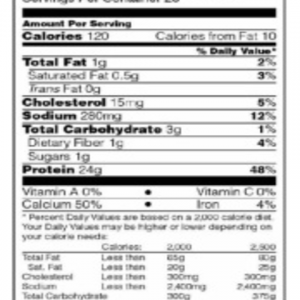 Servings Per Container 28
Amount Per Serving
Calories 120 Calories from Fat 10
% Daily Value*
Total Fat 1g 2%
Saturated Fat 0.5g 3%
Trans Fat 0g
Cholesterol 15mg 5%
Sodium 280mg 12%
Total Carbohydrate 3g 1%
Dietary Fiber 1g 4%
Sugars 1g
Protein 24g 48%
Vitamin A 0% • Vitamin C 0%
Calcium 50% • Iron 4%
* Percent Daily Values are based on a 2,000 calorie diet.
Your Daily Values may be higher or lower depending on
your calorie needs:
Calories: 2,000 2,500
Total Fat Less then 65g 80g
Sat. Fat Less then 20g 25g
Cholesterol Less then 300mg 300mg
Sodium Less then 2,400mg 2,400mg
Total Carbohydrate 300g 375g